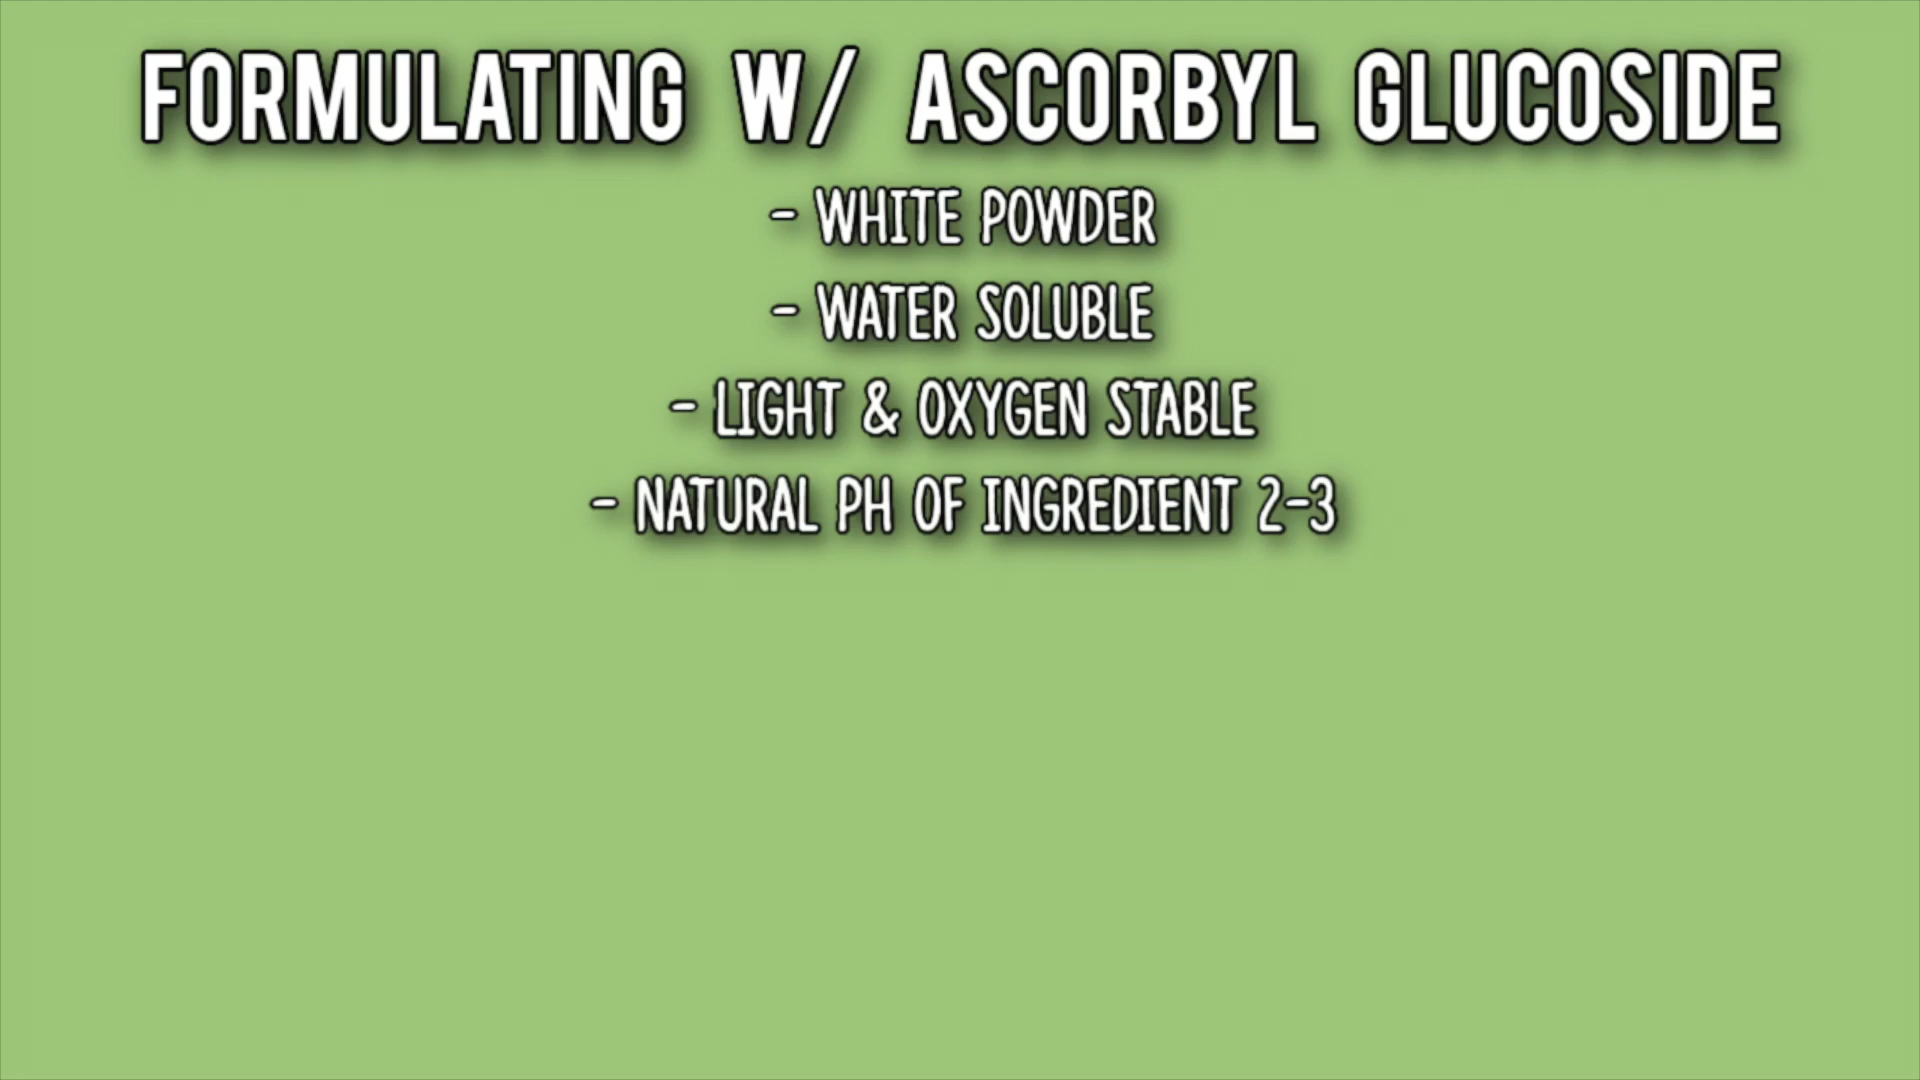 FORMULATING W/ ASCORBYL GLUCOSIDE
- WHITE POWDER
- WATER SOLUBLE
- LIGHT & OXYGEN STABLE
- NATURAL PH OF INGREDIENT 2-3